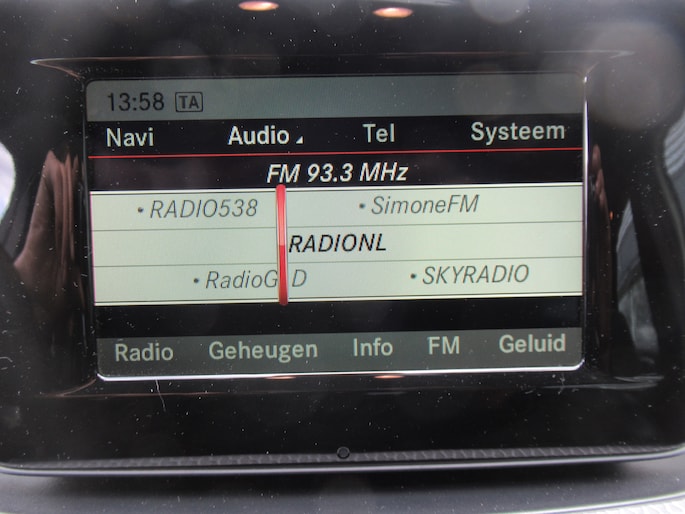 13:58 TA
Navi Audio Tel Systeem
FM 93.3 MHz
• RADIO538 • SimoneFM
RADIONL
• RadioG D • SKYRADIO
Radio Geheugen Info FM Geluid